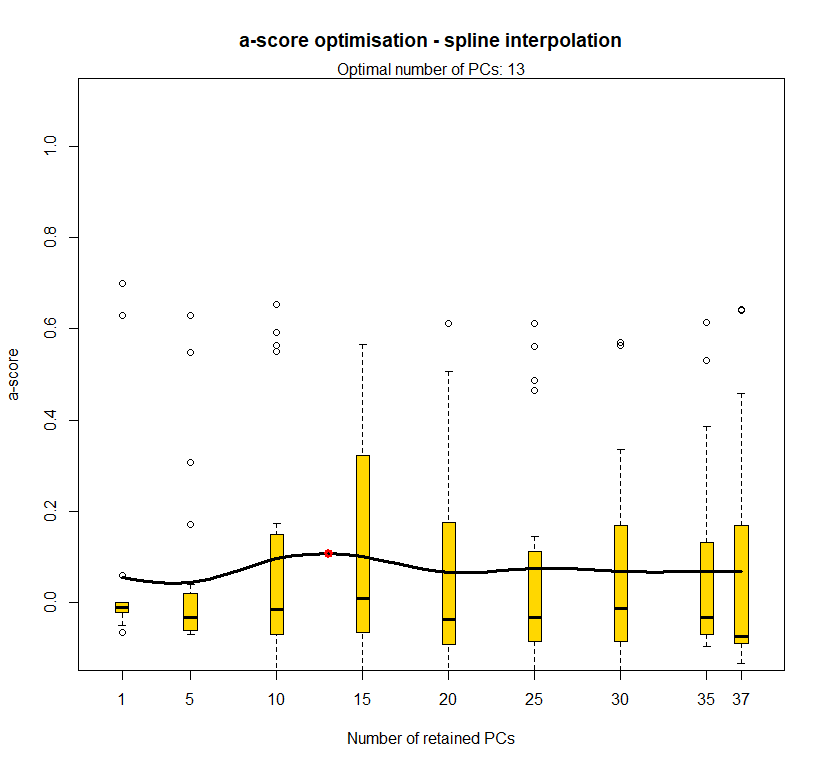 a-score optimisation - spline interpolation
Optimal number of PCs: 13
1.0
0.8
0.6
0.4
0.2
0.0
a-score
1 5 10 15 20 25 30 35 37
Number of retained PCs